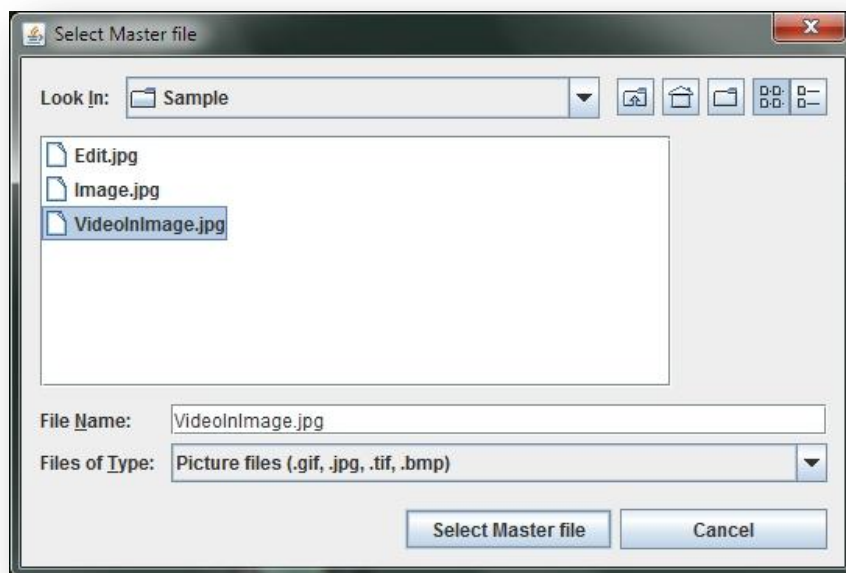 Select Master file
Look In: Sample
Edit.jpg
Image.jpg
VideoInImage.jpg
File Name: VideoInImage.jpg
Files of Type: Picture files (.gif, .jpg, .tif, .bmp)
Select Master file Cancel